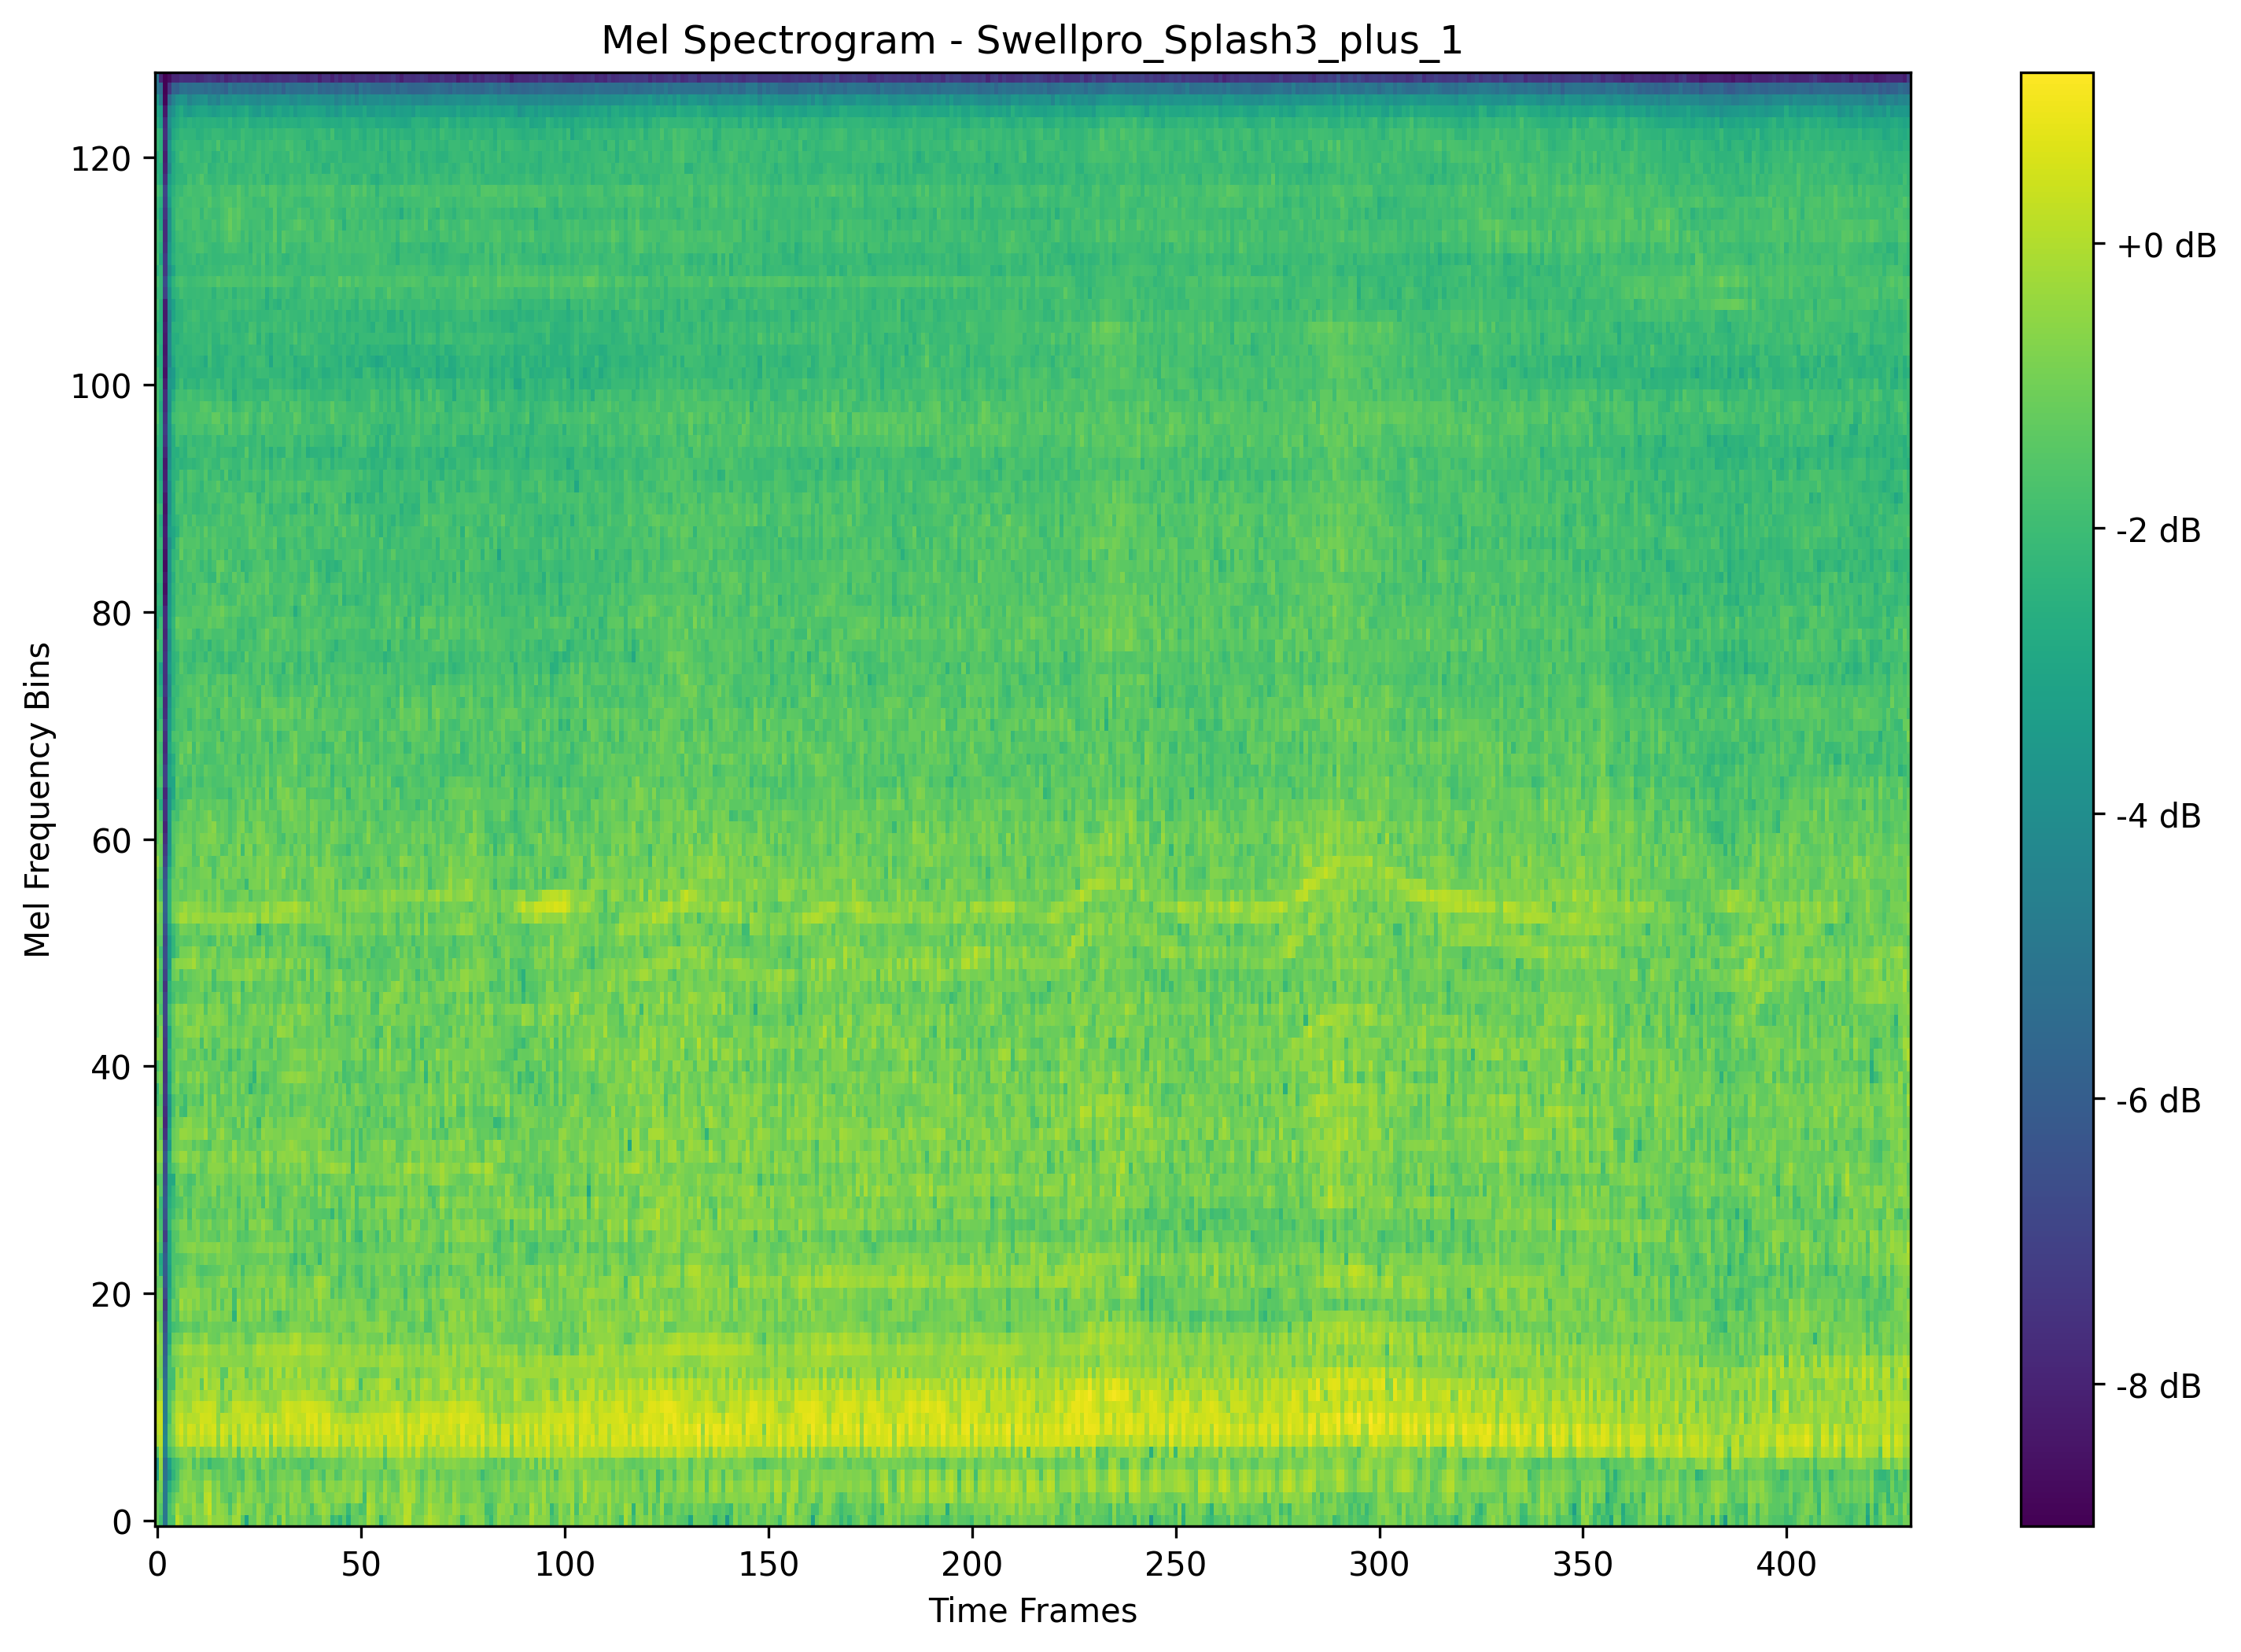 Mel Spectrogram - Swellpro_Splash3_plus_1
Mel Frequency Bins
120
100
80
60
40
20
0
0 50 100 150 200 250 300 350 400
Time Frames
+0 dB
-2 dB
-4 dB
-6 dB
-8 dB